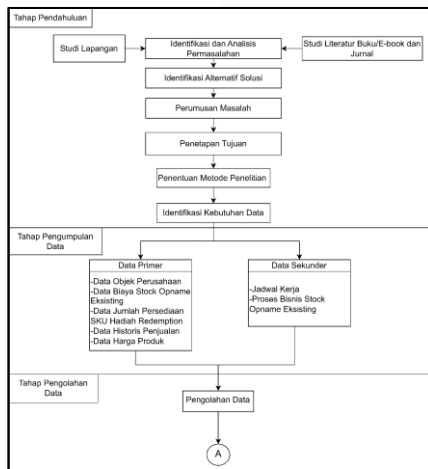 Tahap Pendahuluan
Studi Lapangan
Identifikasi dan Analisis
Permasalahan
Studi Literatur Buku/E-book dan
Jurnal
Identifikasi Alternatif Solusi
Perumusan Masalah
Penetapan Tujuan
Penentuan Metode Penelitian
Identifikasi Kebutuhan Data
Tahap Pengumpulan
Data
Data Primer
-Data Objek Perusahaan
-Data Biaya Stock Opname
Eksisting
-Data Jumlah Persediaan
SKU Hadiah Redemption
-Data Historis Penjualan
-Data Harga Produk
Data Sekunder
-Jadwal Kerja
-Proses Bisnis Stock
Opname Eksisting
Tahap Pengolahan
Data
Pengolahan Data
A